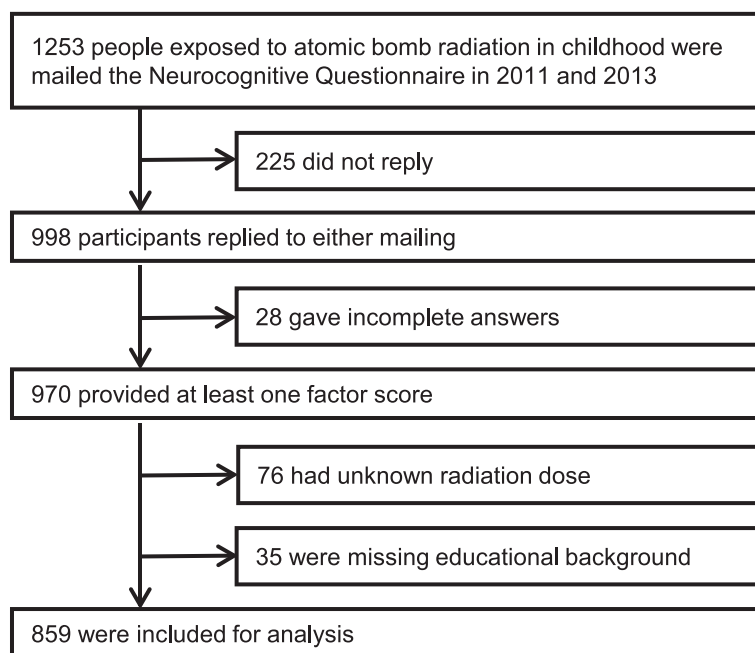 1253 people exposed to atomic bomb radiation in childhood were
mailed the Neurocognitive Questionnaire in 2011 and 2013
225 did not reply
998 participants replied to either mailing
28 gave incomplete answers
970 provided at least one factor score
76 had unknown radiation dose
35 were missing educational background
859 were included for analysis